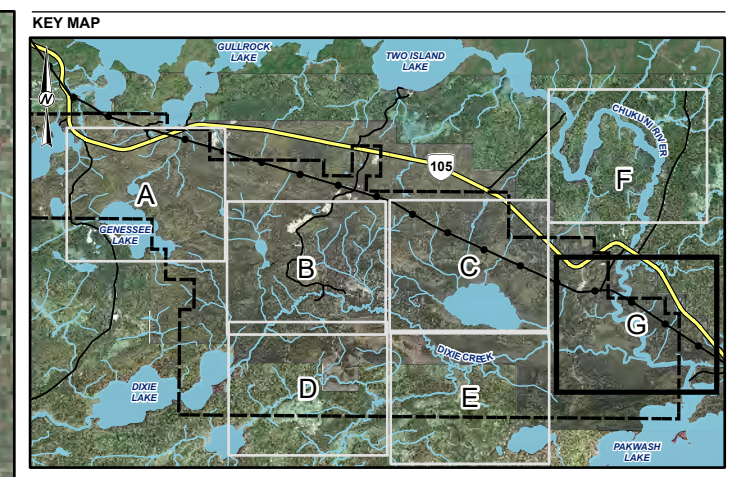 KEY MAP
GULLROCK
LAKE
TWO ISLAND
LAKE
N
CHUKUNI RIVER
105
A
F
GENESSEE
LAKE
B
C
G
DIXIE CREEK
DIXIE
LAKE
D
E
PAKWASH
LAKE